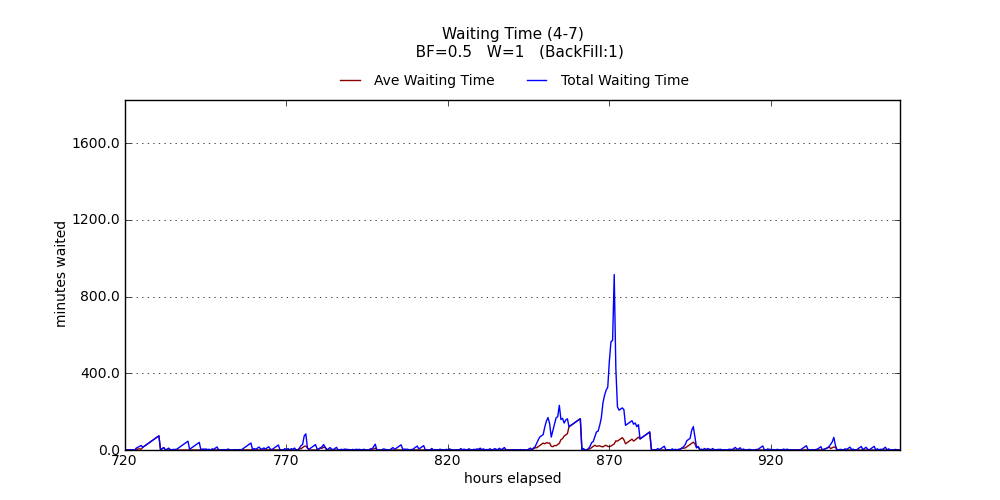 Waiting Time (4-7)
BF=0.5   W=1   (BackFill:1)
Ave Waiting Time   Total Waiting Time
1600.0
1200.0
800.0
400.0
0.0
minutes waited
720   770   820   870   920
hours elapsed